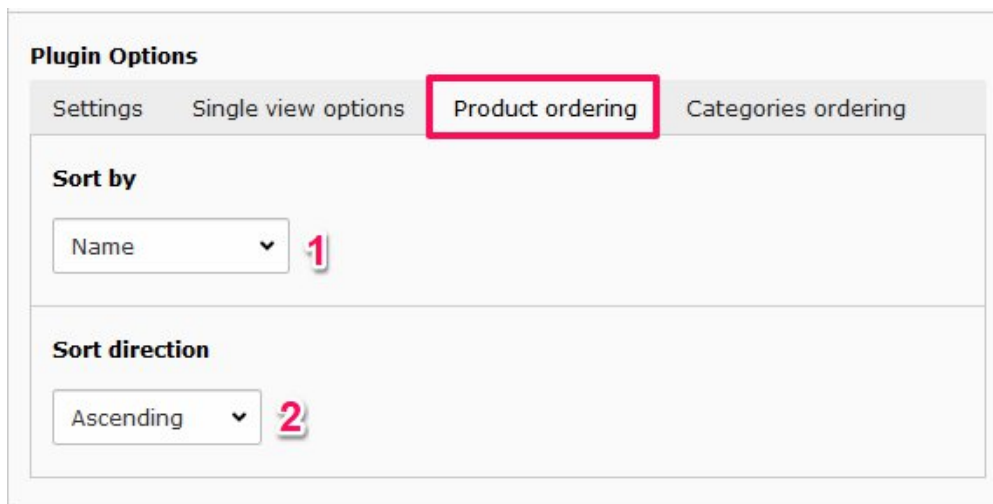 Plugin Options
Settings Single view options Product ordering Categories ordering
Sort by
Name 1
Sort direction
Ascending 2